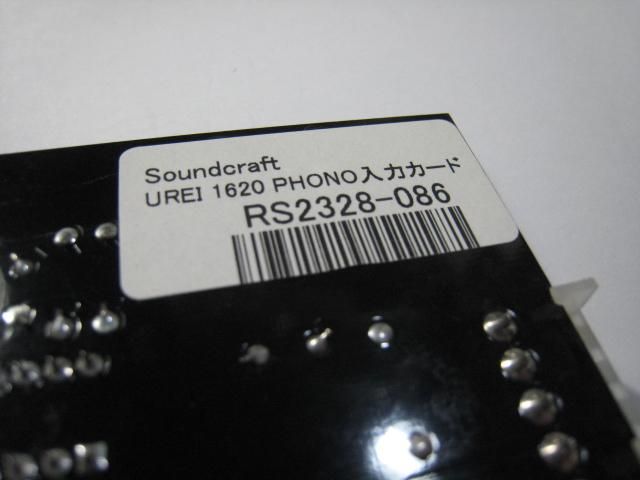 Soundcraft
UREI 1620 PHONO入力カード
RS2328-086